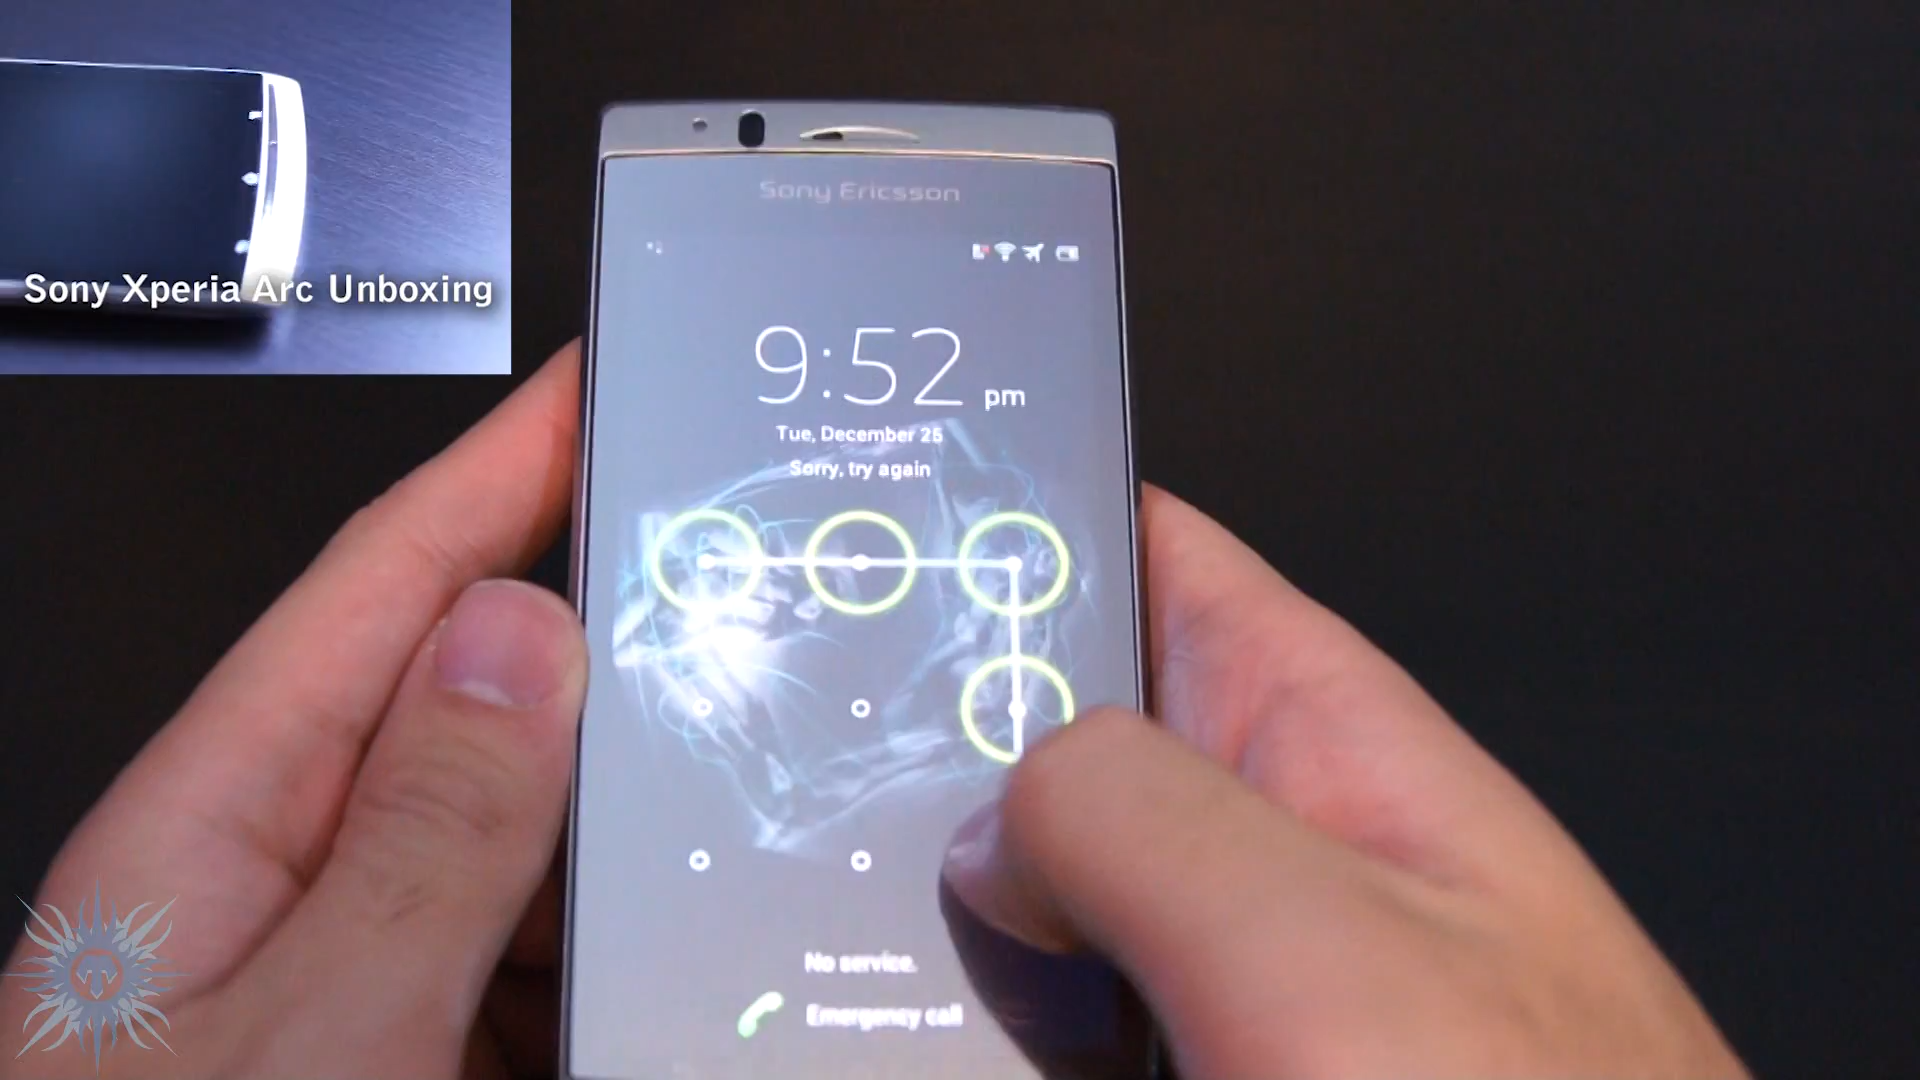 Sony Xperia Arc Unboxing
Sony Ericsson
9:52 pm
Tue, December 25
Sorry, try again
No service.
Emergency call